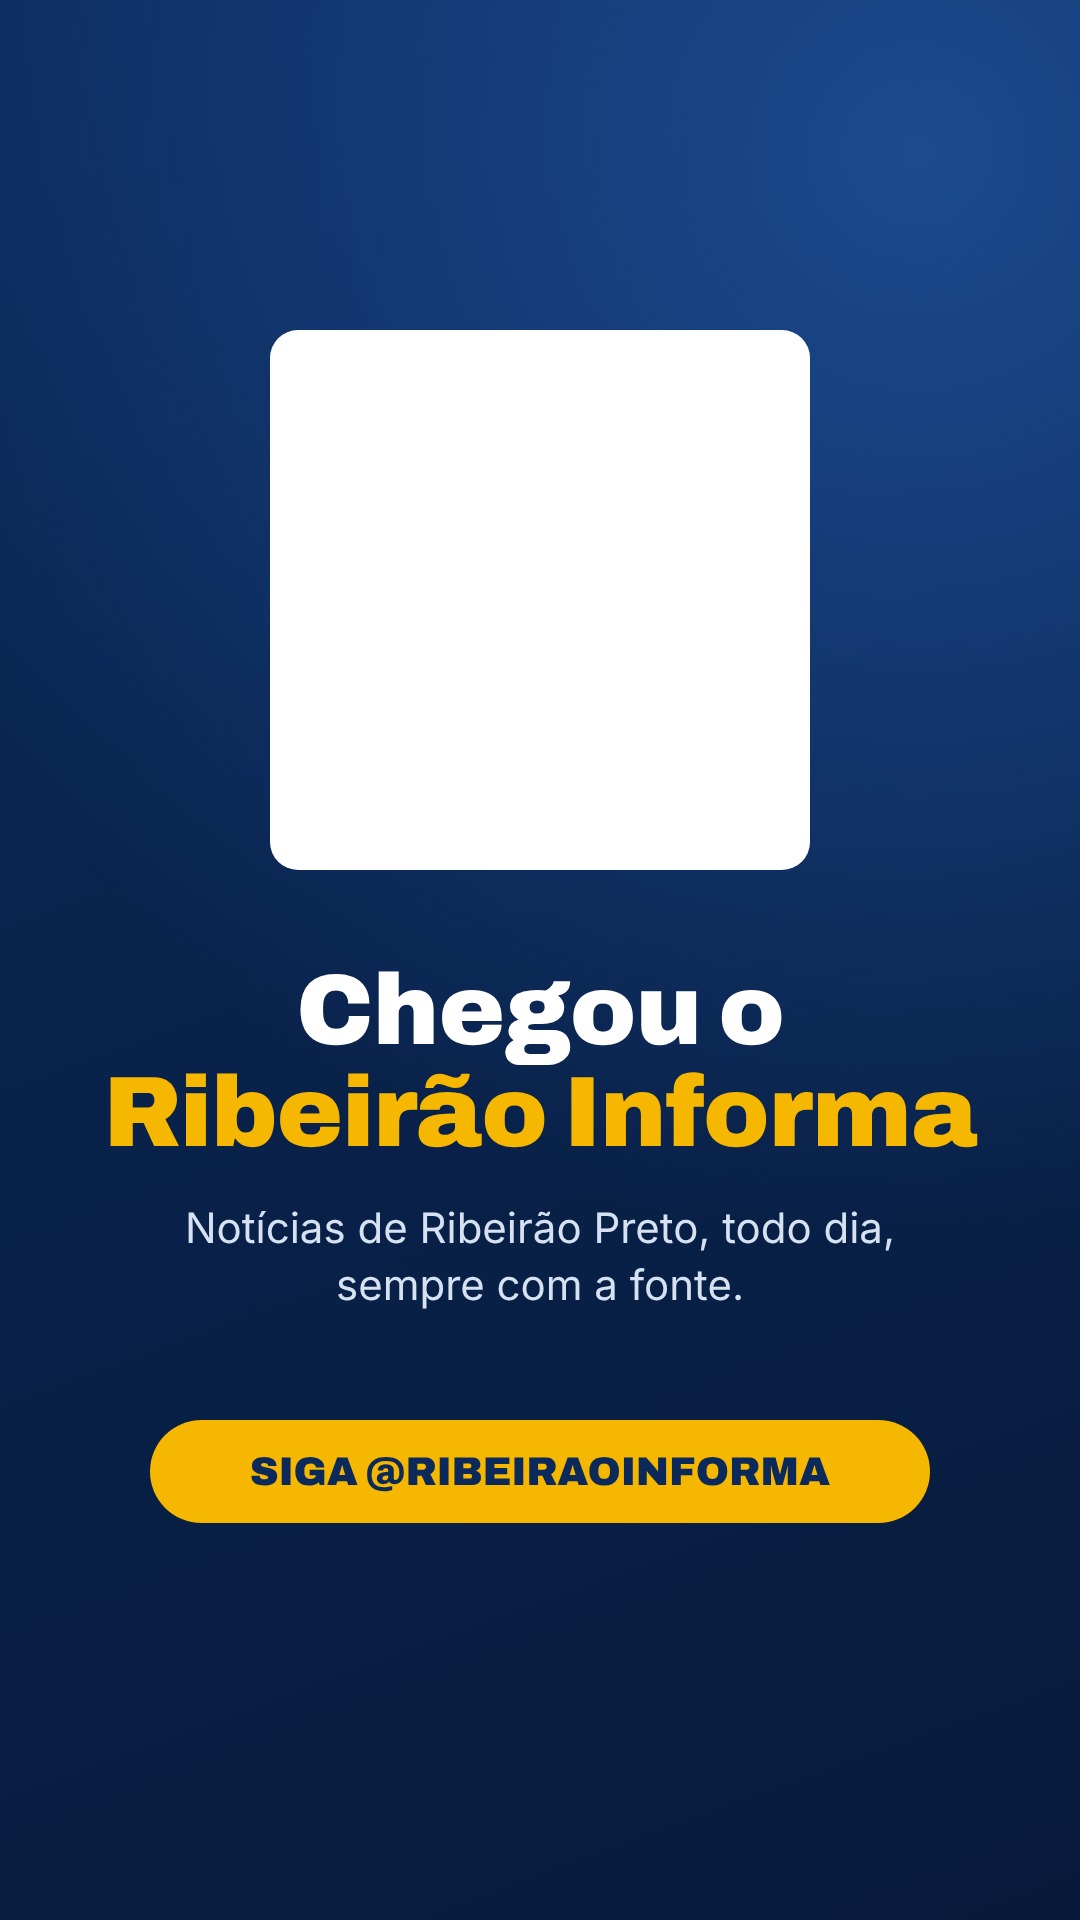 Chegou o
Ribeirão Informa
Notícias de Ribeirão Preto, todo dia,
sempre com a fonte.
SIGA @RIBEIRAOINFORMA